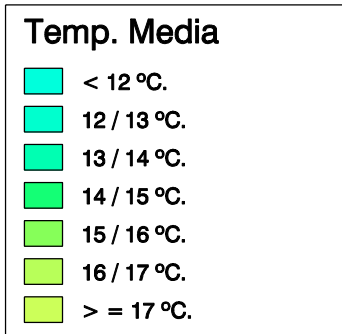 Temp. Media
< 12 ºC.
12 / 13 ºC.
13 / 14 ºC.
14 / 15 ºC.
15 / 16 ºC.
16 / 17 ºC.
> = 17 ºC.